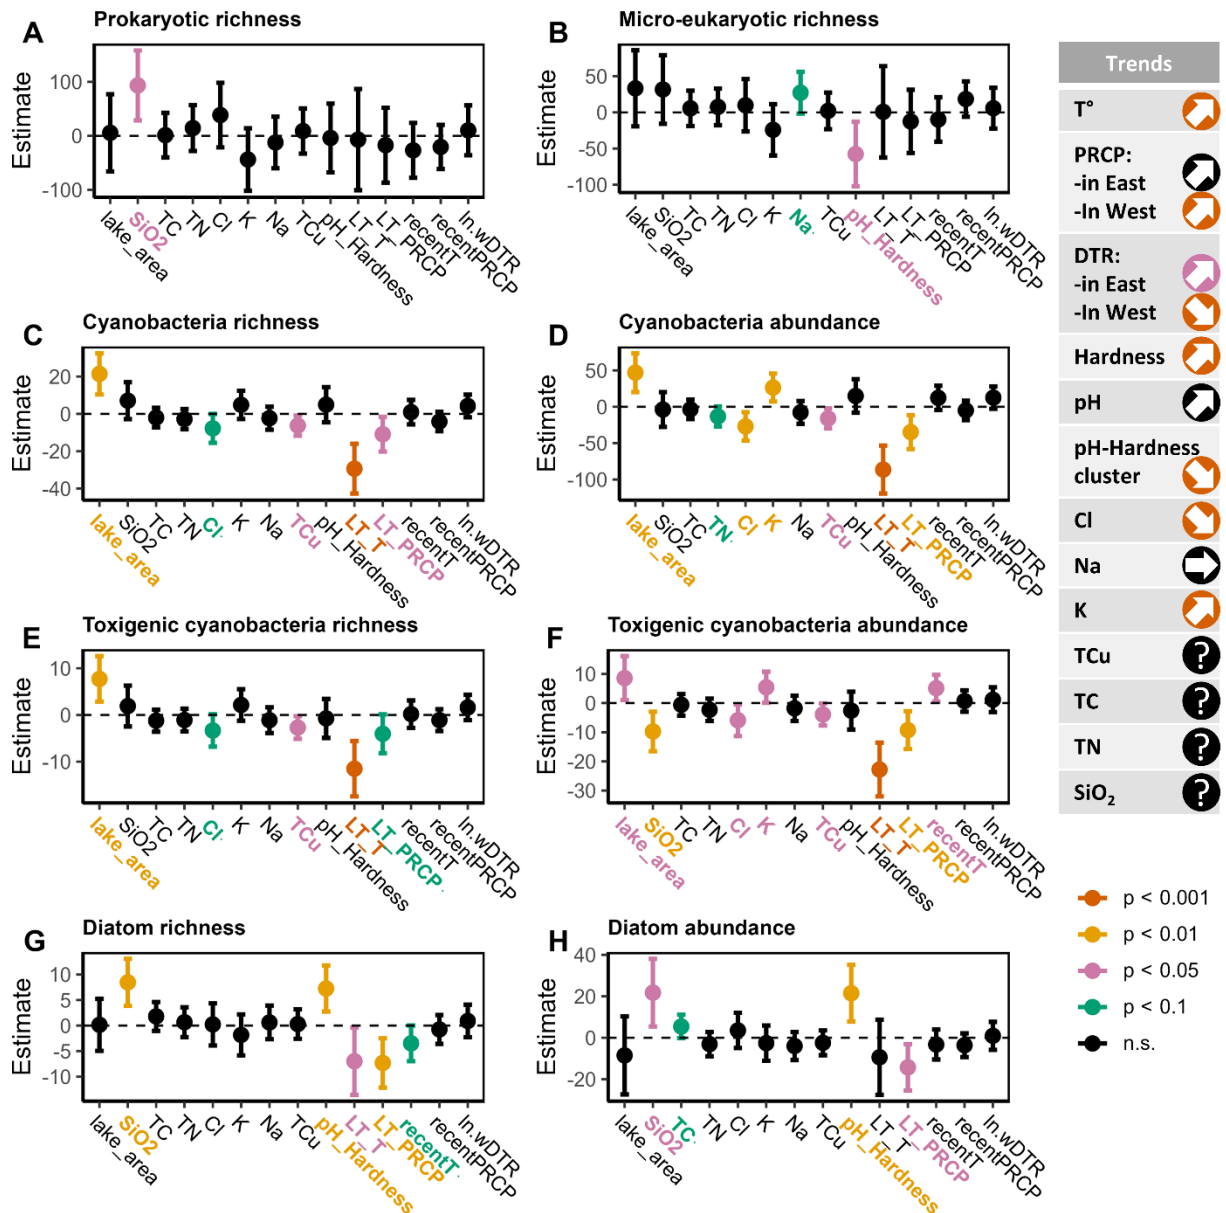 A Prokaryotic richness
Estimate
100
0
-100
lake_area
SiO2
TC
TN
Cl
K
Na
TCu
pH_Hardness
LT_T
LT_PRCP
recentT
recentPRCP
ln.wDTR
B Micro-eukaryotic richness
Estimate
50
0
-50
-100
lake_area
SiO2
TC
TN
Cl
K
Na.
TCu
pH_Hardness
LT_T
LT_PRCP
recentT
recentPRCP
ln.wDTR
C Cyanobacteria richness
Estimate
20
0
-20
-40
lake_area
SiO2
TC
TN
Cl.
K
Na
TCu
pH_Hardness
LT_T
LT_PRCP
recentT
recentPRCP
ln.wDTR
D Cyanobacteria abundance
50
0
-50
-100
lake_area
SiO2
TC
TN.
Cl
K
Na
TCu
pH_Hardness
LT_T
LT_PRCP
recentT
recentPRCP
ln.wDTR
E Toxigenic cyanobacteria richness
Estimate
10
0
-10
lake_area
SiO2
TC
TN
Cl.
K
Na
TCu
pH_Hardness
LT_T
LT_PRCP.
recentT
recentPRCP
ln.wDTR
F Toxigenic cyanobacteria abundance
Estimate
10
0
-10
-20
-30
lake_area
SiO2
TC
TN
Cl
K
Na
TCu
pH_Hardness
LT_T
LT_PRCP
recentT
recentPRCP
ln.wDTR
G Diatom richness
Estimate
10
5
0
-5
-10
lake_area
SiO2
TC
TN
Cl
K
Na
TCu
pH_Hardness
LT_T
LT_PRCP
recentT.
recentPRCP
ln.wDTR
H Diatom abundance
Estimate
40
20
0
-20
lake_area
SiO2
TC.
TN
Cl
K
Na
TCu
pH_Hardness
LT_T
LT_PRCP
recentT
recentPRCP
ln.wDTR
Trends
T°
PRCP:
-in East
-In West
DTR:
-in East
-In West
Hardness
pH
pH-Hardness
cluster
Cl
Na
K
TCu ?
TC ?
TN ?
SiO₂ ?
p < 0.001
p < 0.01
p < 0.05
p < 0.1
n.s.